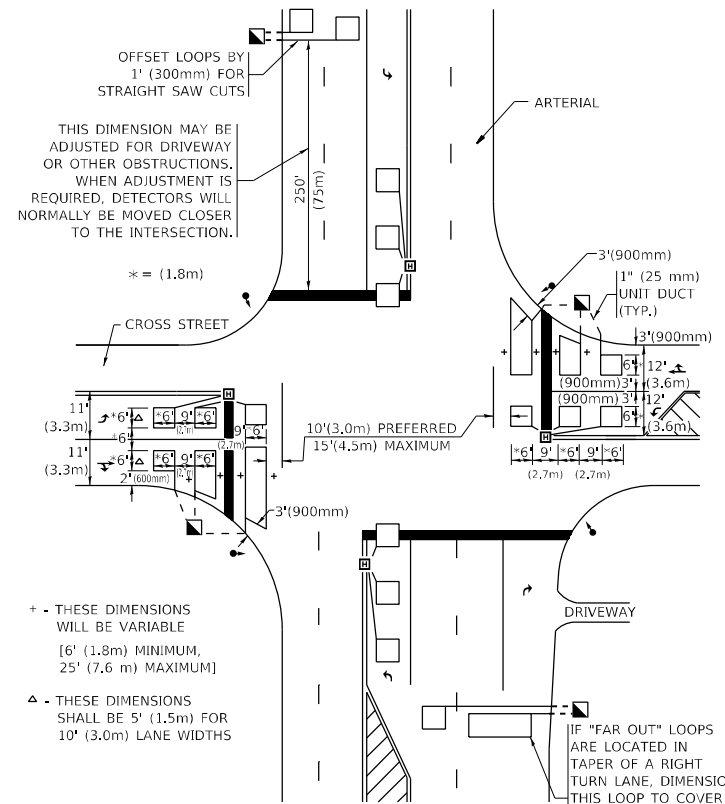 OFFSET LOOPS BY
1' (300mm) FOR
STRAIGHT SAW CUTS
ARTERIAL
THIS DIMENSION MAY BE
ADJUSTED FOR DRIVEWAY
OR OTHER OBSTRUCTIONS.
WHEN ADJUSTMENT IS
REQUIRED, DETECTORS WILL
NORMALLY BE MOVED CLOSER
TO THE INTERSECTION.
250'
(75m)
* = (1.8m)
H
3'(900mm)
1" (25 mm)
UNIT DUCT
(TYP.)
CROSS STREET
3'(900mm)
6'* 12'
(3.6m)
(900mm) 3'
(900mm) 3'
12'
6'*
(3.6m)
H
*6' 9' *6' 9' *6'
(2.7m) (2.7m)
H
11'
(3.3m)
*6'
*6' 9' *6'
(2.7m)
9' *6'
(2.7m)
*6'
11'
(3.3m)
*6'
*6' 9' *6'
(2.7m)
2' (600mm)
10'(3.0m) PREFERRED
15'(4.5m) MAXIMUM
3'(900mm)
H
+ - THESE DIMENSIONS
WILL BE VARIABLE
[6' (1.8m) MINIMUM,
25' (7.6 m) MAXIMUM]
DRIVEWAY
△ - THESE DIMENSIONS
SHALL BE 5' (1.5m) FOR
10' (3.0m) LANE WIDTHS
IF "FAR OUT" LOOPS
ARE LOCATED IN
TAPER OF A RIGHT
TURN LANE, DIMENSIC
THIS LOOP TO COVER